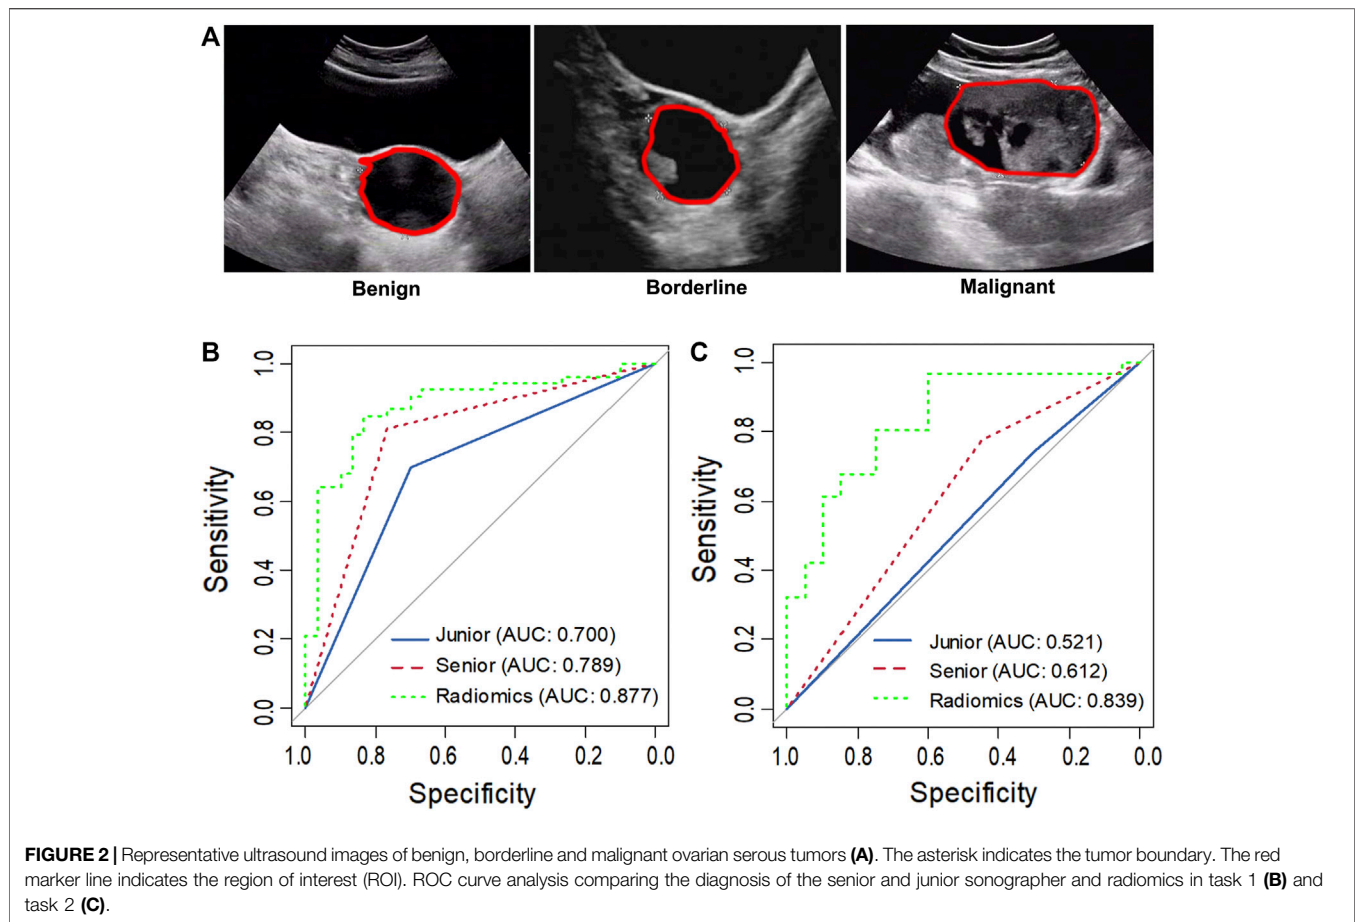 A
Benign
Borderline
Malignant
B
1.0
0.8
0.6
0.4
0.2
0.0
Sensitivity
Junior (AUC: 0.700)
Senior (AUC: 0.789)
Radiomics (AUC: 0.877)
1.0 0.8 0.6 0.4 0.2 0.0
Specificity
C
1.0
0.8
0.6
0.4
0.2
0.0
Sensitivity
Junior (AUC: 0.521)
Senior (AUC: 0.612)
Radiomics (AUC: 0.839)
1.0 0.8 0.6 0.4 0.2 0.0
Specificity
FIGURE 2 | Representative ultrasound images of benign, borderline and malignant ovarian serous tumors (A). The asterisk indicates the tumor boundary. The red
marker line indicates the region of interest (ROI). ROC curve analysis comparing the diagnosis of the senior and junior sonographer and radiomics in task 1 (B) and
task 2 (C).